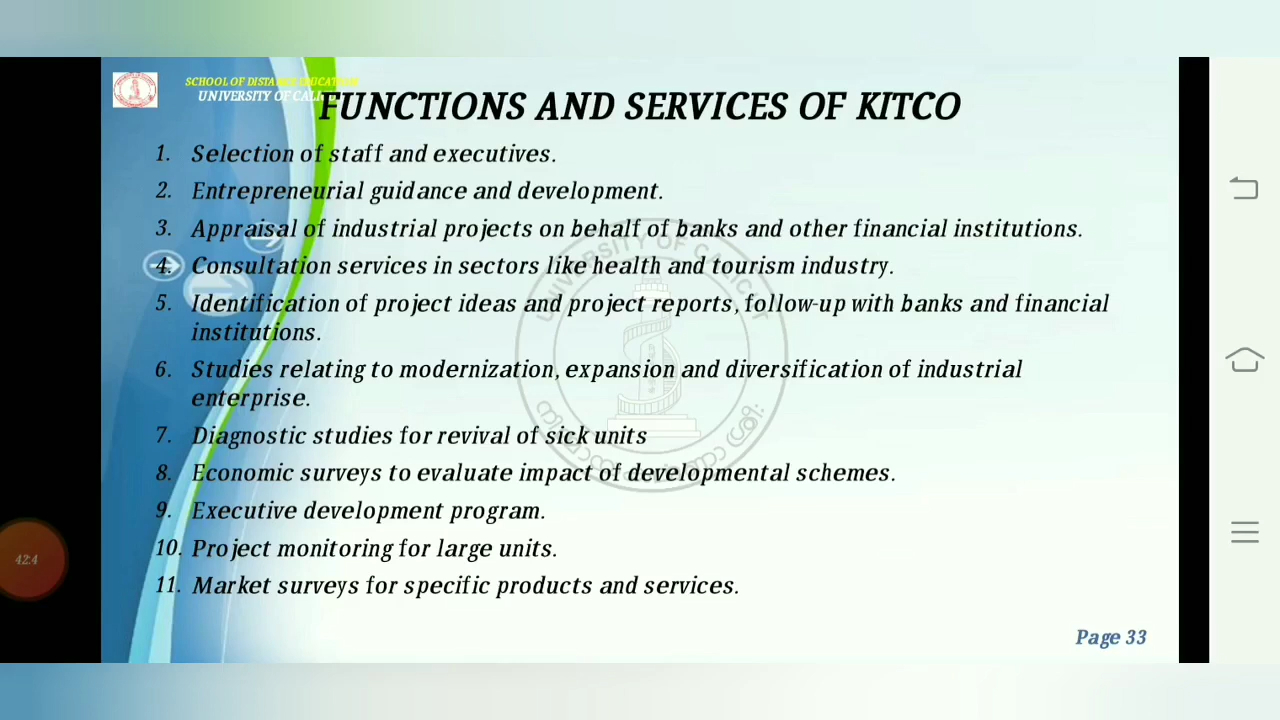 SCHOOL OF DISTANCE EDUCATION
UNIVERSITY OF
FUNCTIONS AND SERVICES OF KITCO
1. Selection of staff and executives.
2. Entrepreneurial guidance and development.
3. Appraisal of industrial projects on behalf of banks and other financial institutions.
4. Consultation services in sectors like health and tourism industry.
5. Identification of project ideas and project reports, follow-up with banks and financial
institutions.
6. Studies relating to modernization, expansion and diversification of industrial
enterprise.
7. Diagnostic studies for revival of sick units
8. Economic surveys to evaluate impact of developmental schemes.
9. Executive development program.
10. Project monitoring for large units.
11. Market surveys for specific products and services.
UNIVERSITY OF CALICUT
42:4
Page 33